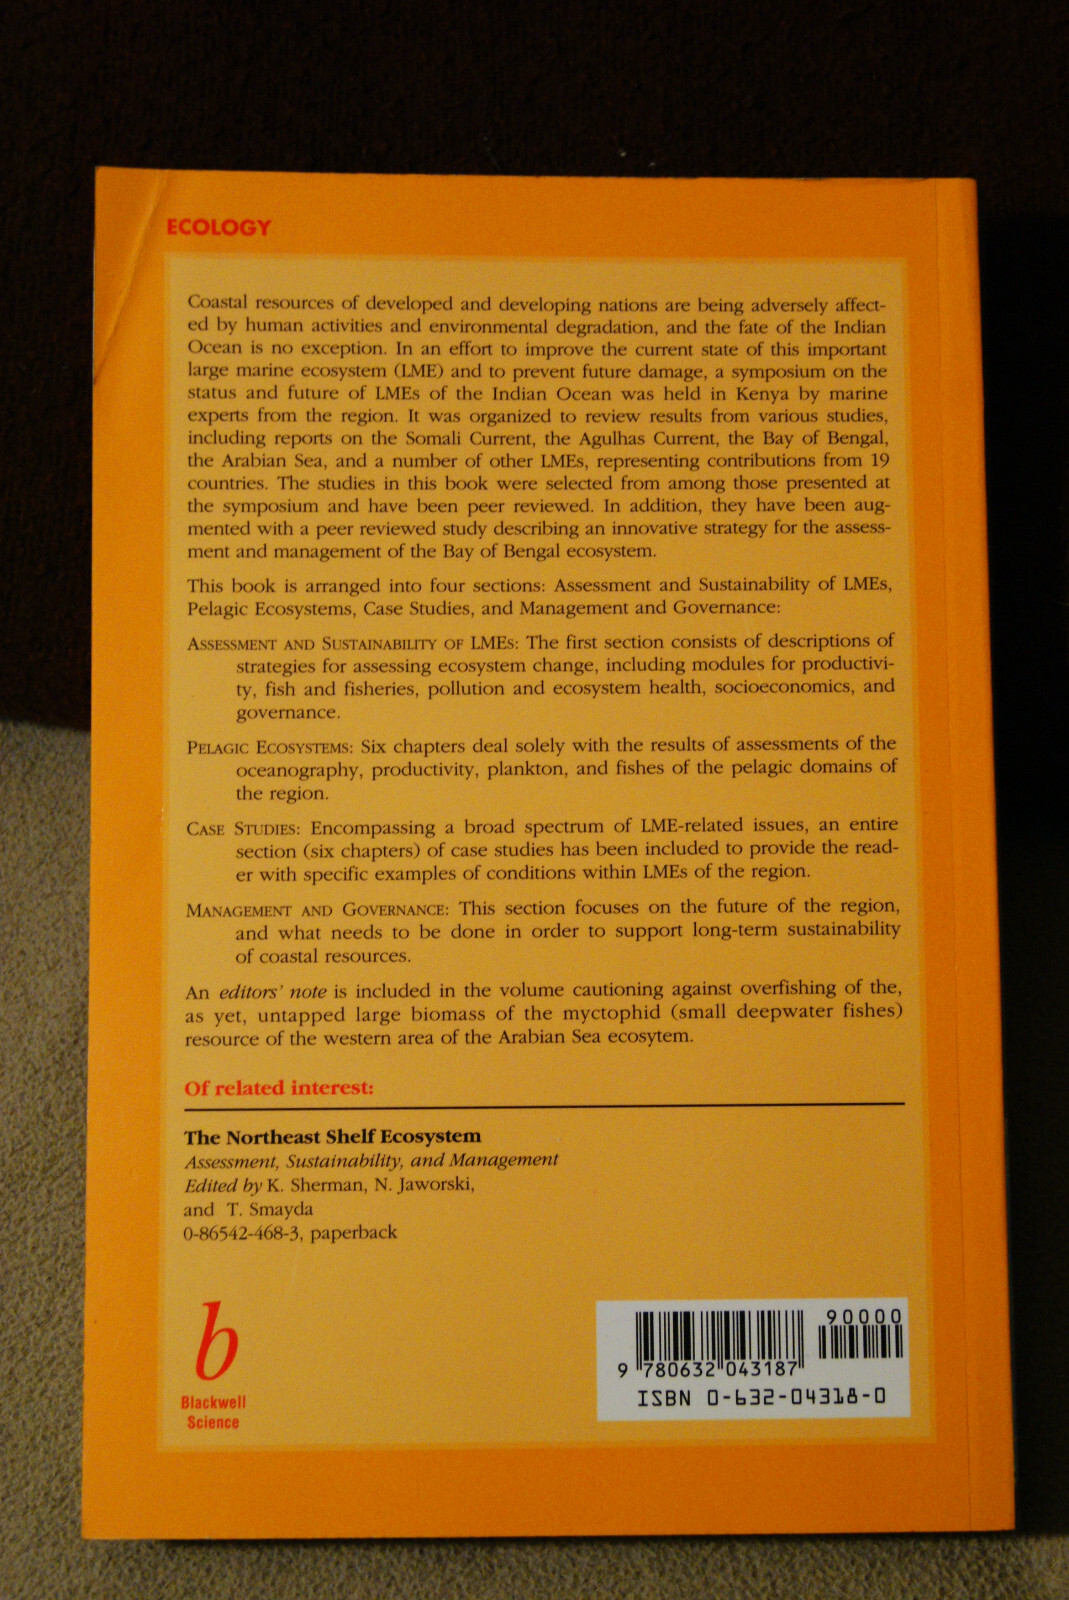 ECOLOGY
Coastal resources of developed and developing nations are being adversely affect-
ed by human activities and environmental degradation, and the fate of the Indian
Ocean is no exception. In an effort to improve the current state of this important
large marine ecosystem (LME) and to prevent future damage, a symposium on the
status and future of LMEs of the Indian Ocean was held in Kenya by marine
experts from the region. It was organized to review results from various studies,
including reports on the Somali Current, the Agulhas Current, the Bay of Bengal,
the Arabian Sea, and a number of other LMEs, representing contributions from 19
countries. The studies in this book were selected from among those presented at
the symposium and have been peer reviewed. In addition, they have been aug-
mented with a peer reviewed study describing an innovative strategy for the assess-
ment and management of the Bay of Bengal ecosystem.
This book is arranged into four sections: Assessment and Sustainability of LMEs,
Pelagic Ecosystems, Case Studies, and Management and Governance:
ASSESSMENT AND SUSTAINABILITY OF LMES: The first section consists of descriptions of
strategies for assessing ecosystem change, including modules for productivi-
ty, fish and fisheries, pollution and ecosystem health, socioeconomics, and
governance.
PELAGIC ECOSYSTEMS: Six chapters deal solely with the results of assessments of the
oceanography, productivity, plankton, and fishes of the pelagic domains of
the region.
CASE STUDIES: Encompassing a broad spectrum of LME-related issues, an entire
section (six chapters) of case studies has been included to provide the read-
er with specific examples of conditions within LMEs of the region.
MANAGEMENT AND GOVERNANCE: This section focuses on the future of the region,
and what needs to be done in order to support long-term sustainability
of coastal resources.
An editors' note is included in the volume cautioning against overfishing of the,
as yet, untapped large biomass of the myctophid (small deepwater fishes)
resource of the western area of the Arabian Sea ecosytem.
Of related interest:
The Northeast Shelf Ecosystem
Assessment, Sustainability, and Management
Edited by K. Sherman, N. Jaworski,
and T. Smayda
0-86542-468-3, paperback
b
Blackwell
Science
90000
9 780632 043187
ISBN 0-632-04318-0